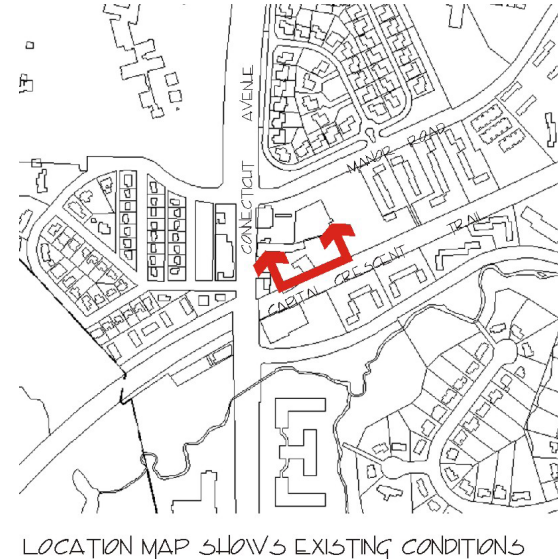 CONNECTICUT AVENUE
MANOR ROAD
CAPITAL CRESCENT TRAIL
LOCATION MAP SHOWS EXISTING CONDITIONS